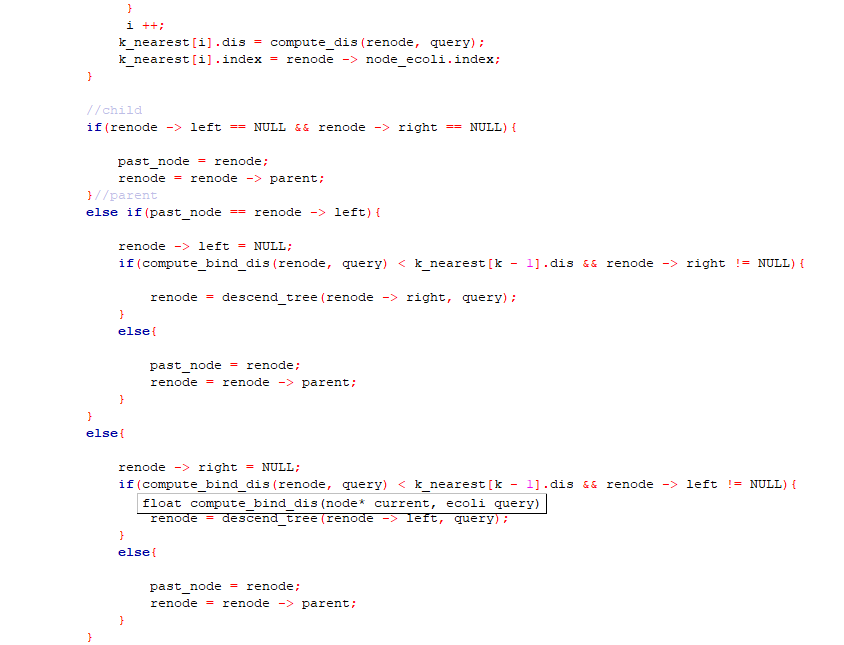 }
i ++;
k_nearest[i].dis = compute_dis(renode, query);
k_nearest[i].index = renode -> node_ecoli.index;
}
//child
if(renode -> left == NULL && renode -> right == NULL){
past_node = renode;
renode = renode -> parent;
}//parent
else if(past_node == renode -> left){
renode -> left = NULL;
if(compute_bind_dis(renode, query) < k_nearest[k - 1].dis && renode -> right != NULL){
renode = descend_tree(renode -> right, query);
}
else{
past_node = renode;
renode = renode -> parent;
}
}
else{
renode -> right = NULL;
if(compute_bind_dis(renode, query) < k_nearest[k - 1].dis && renode -> left != NULL){
float compute_bind_dis(node* current, ecoli query)
renode = descend_tree(renode -> left, query);
}
else{
past_node = renode;
renode = renode -> parent;
}
}